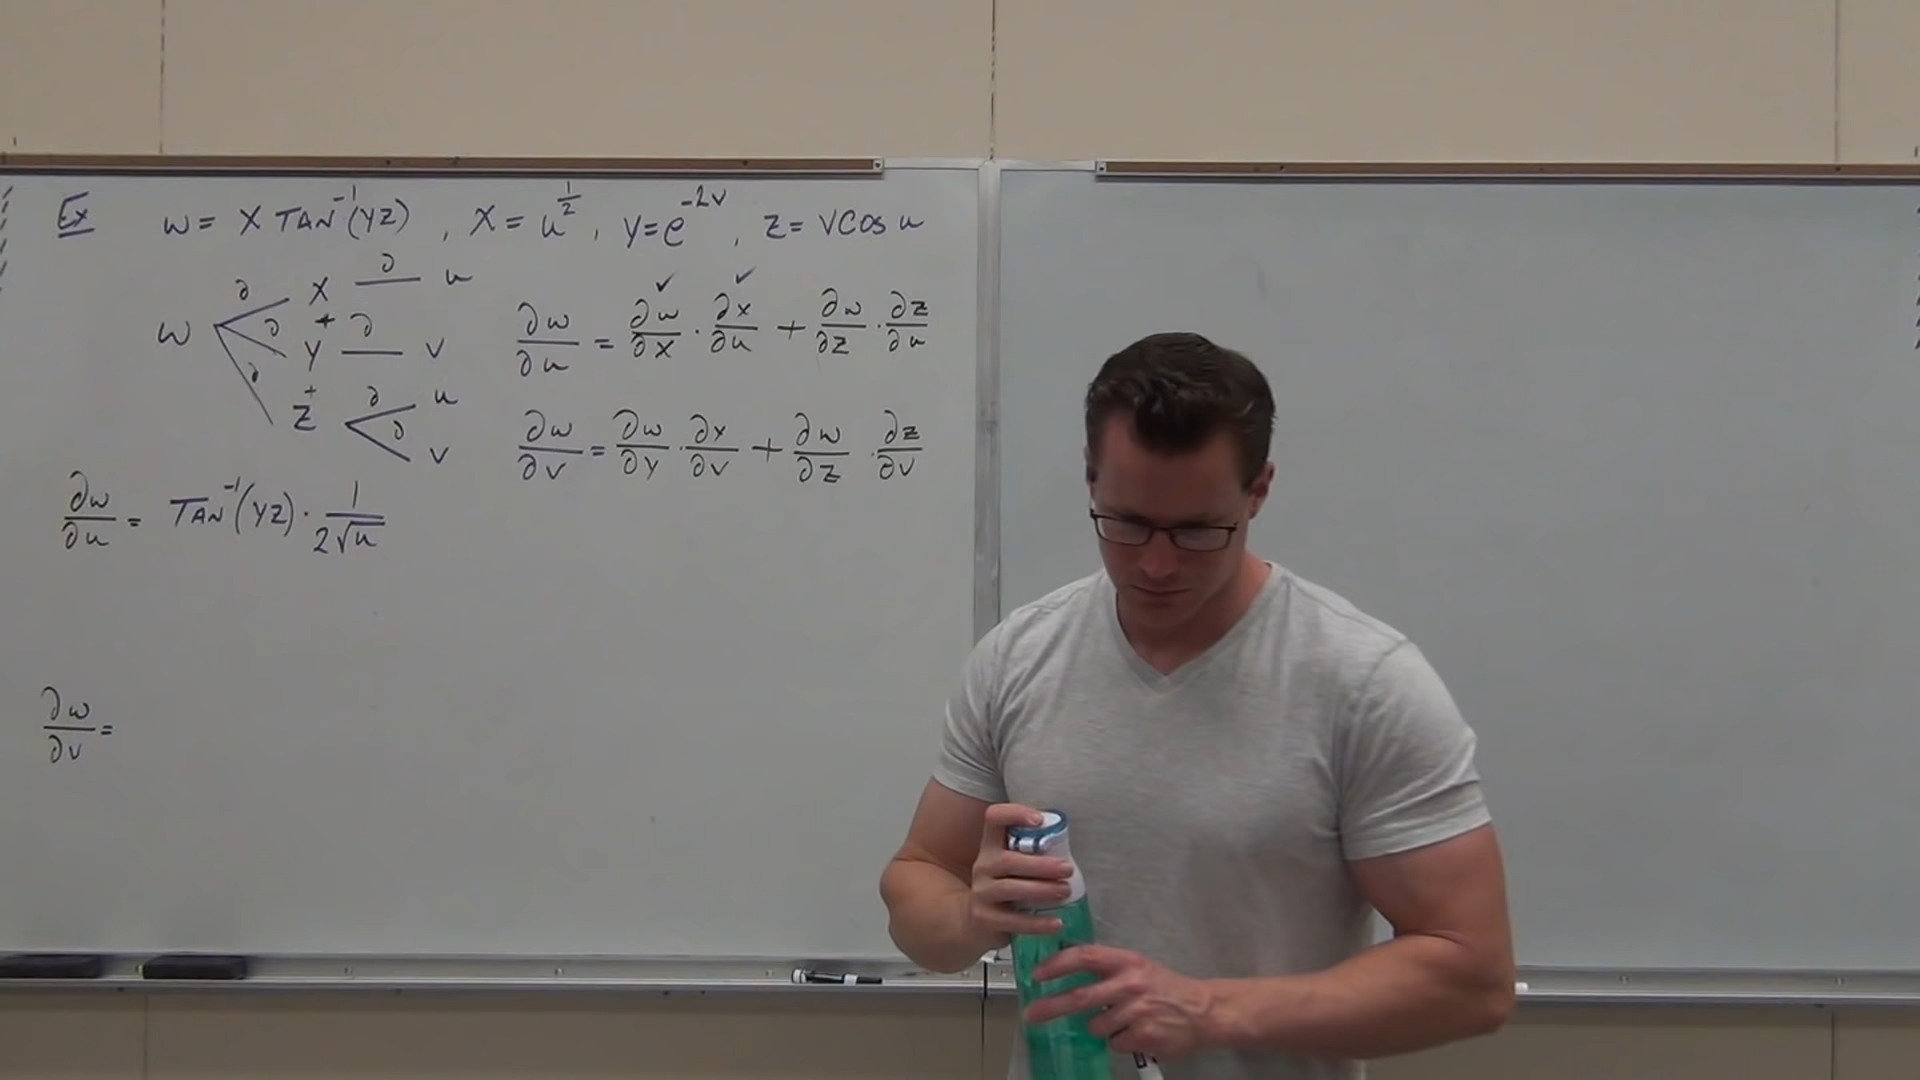 Ex w = x TAN⁻¹(yz) , x = u^(1/2) , y = e^(-2v) , z = v cos u
w ∂ x ∂ u
+
∂ y ∂ v
+
∂ z ∂ u
∂ v
∂w/∂u = ∂w/∂x ✓ · ∂x/∂u ✓ + ∂w/∂z · ∂z/∂u
∂w/∂v = ∂w/∂y · ∂x/∂v + ∂w/∂z · ∂z/∂v
∂w/∂u = TAN⁻¹(yz) · 1/(2√u)
∂w/∂v =